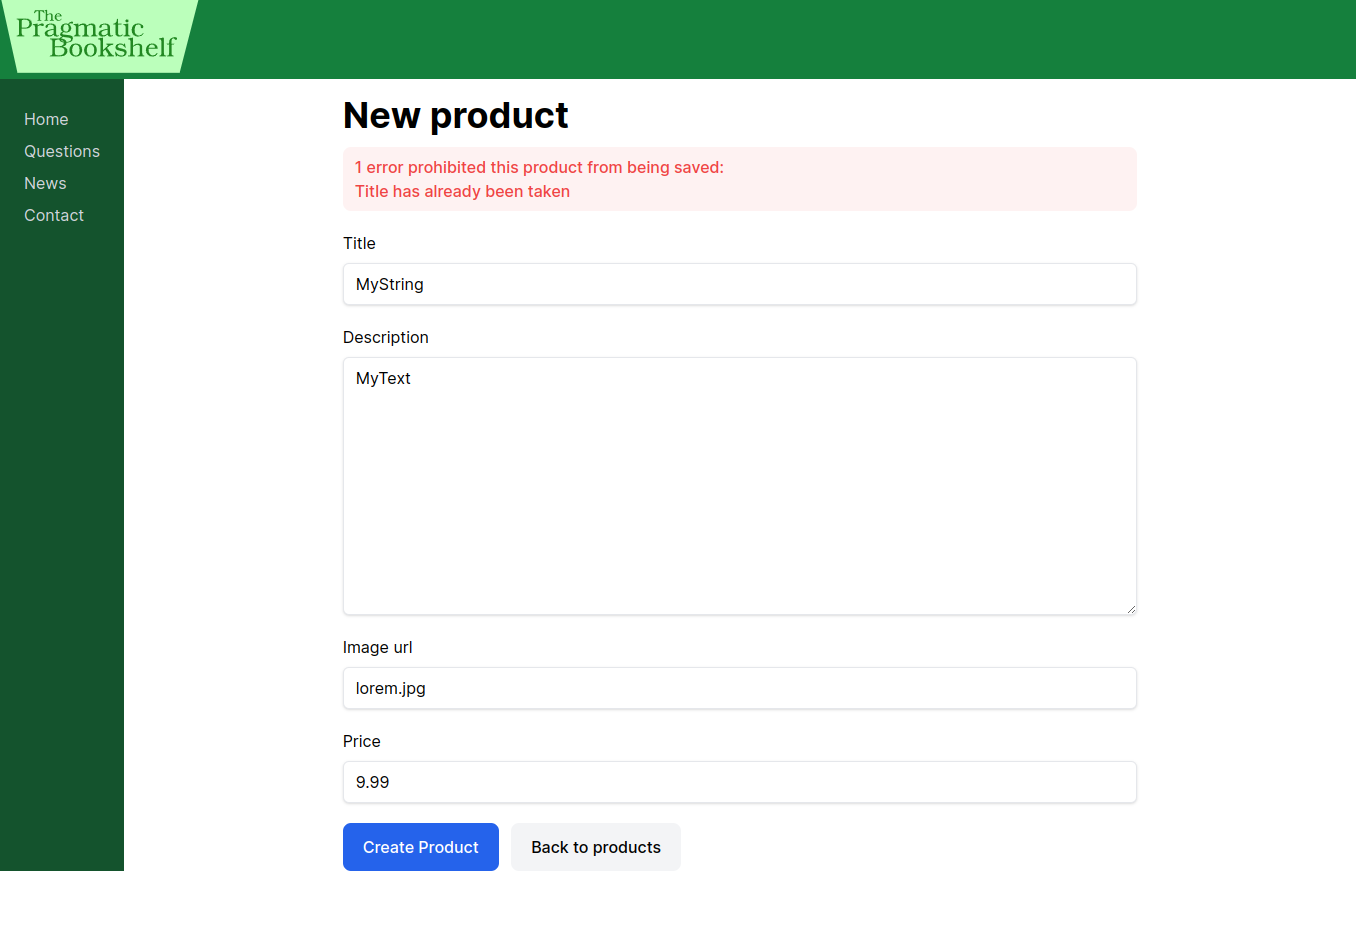 The
Pragmatic
Bookshelf
Home
Questions
News
Contact
New product
1 error prohibited this product from being saved:
Title has already been taken
Title
MyString
Description
MyText
Image url
lorem.jpg
Price
9.99
Create Product
Back to products